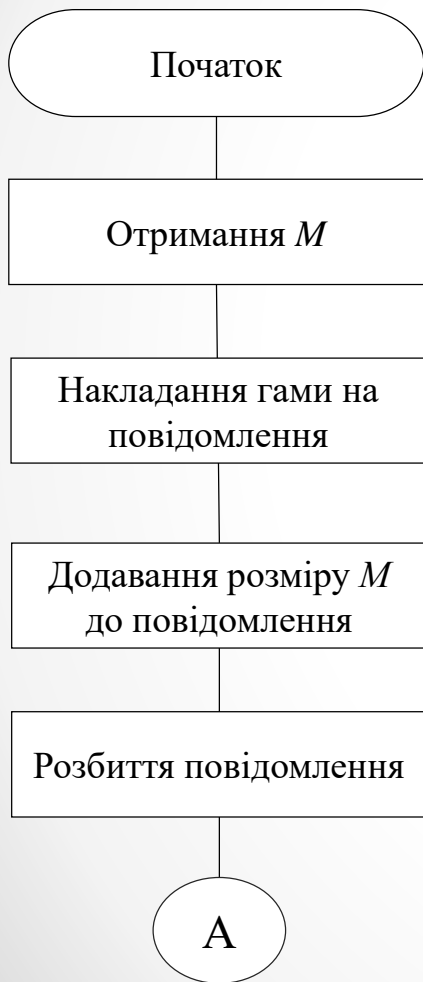 Початок
Отримання M
Накладання гами на
повідомлення
Додавання розміру M
до повідомлення
Розбиття повідомлення
А